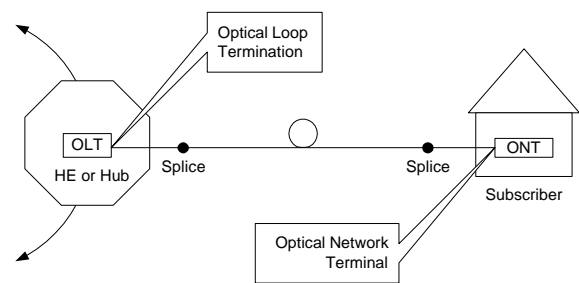 Optical Loop
Termination
OLT
HE or Hub
Splice
Splice
ONT
Subscriber
Optical Network
Terminal